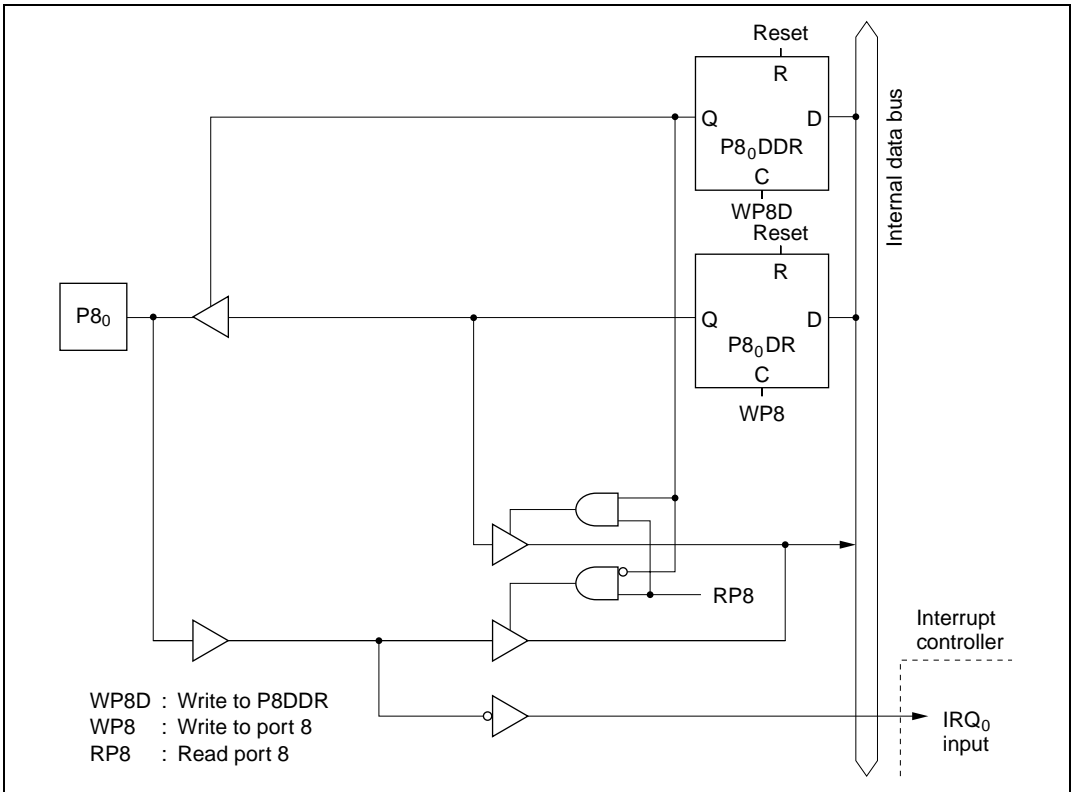 Reset
R
Q
D
P8₀DDR
C
WP8D
Internal data bus
Reset
R
P8₀
Q
D
P8₀DR
C
WP8
RP8
Interrupt
controller
WP8D : Write to P8DDR
WP8 : Write to port 8
RP8 : Read port 8
IRQ₀
input